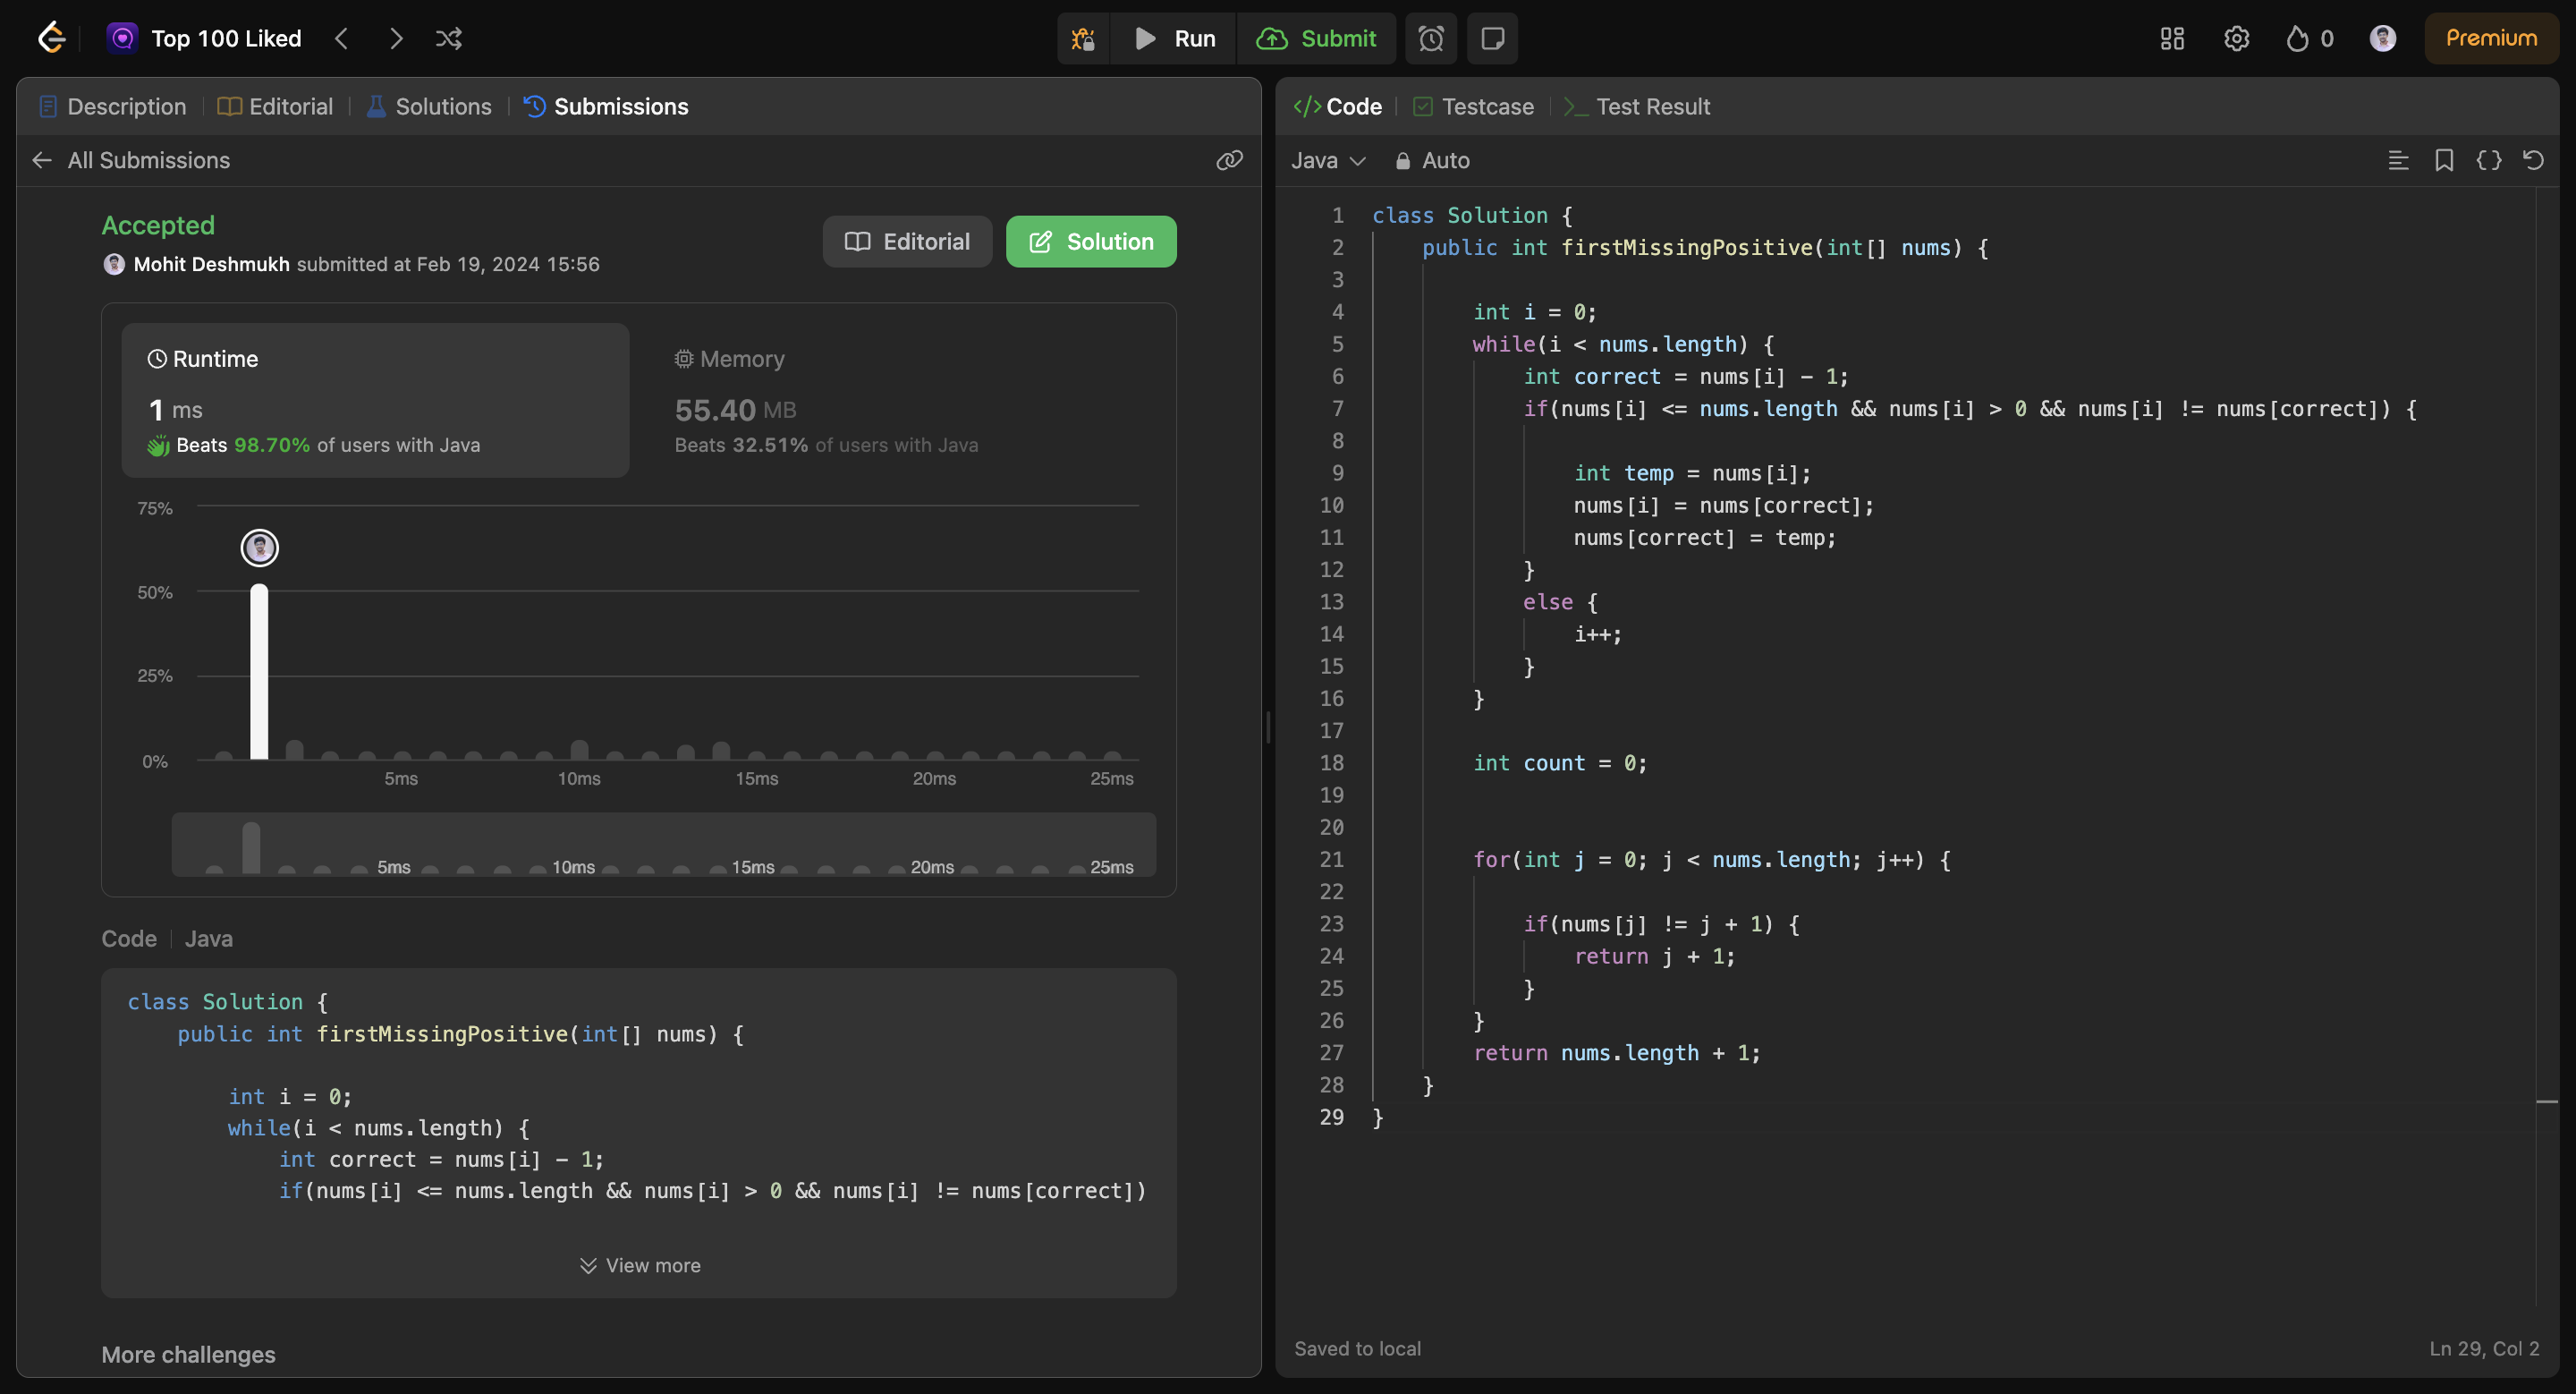 Top 100 Liked
Run
Submit
0
Premium
Description
Editorial
Solutions
Submissions
All Submissions
Accepted
Mohit Deshmukh submitted at Feb 19, 2024 15:56
Editorial
Solution
Runtime
1 ms
Beats 98.70% of users with Java
Memory
55.40 MB
Beats 32.51% of users with Java
75%
50%
25%
0%
5ms
10ms
15ms
20ms
25ms
5ms
10ms
15ms
20ms
25ms
Code
Java
class Solution {
    public int firstMissingPositive(int[] nums) {
        int i = 0;
        while(i < nums.length) {
            int correct = nums[i] - 1;
            if(nums[i] <= nums.length && nums[i] > 0 && nums[i] != nums[correct])
View more
More challenges
Code
Testcase
Test Result
Java
Auto
1 class Solution {
2     public int firstMissingPositive(int[] nums) {
3
4         int i = 0;
5         while(i < nums.length) {
6             int correct = nums[i] - 1;
7             if(nums[i] <= nums.length && nums[i] > 0 && nums[i] != nums[correct]) {
8
9                 int temp = nums[i];
10                 nums[i] = nums[correct];
11                 nums[correct] = temp;
12             }
13             else {
14                 i++;
15             }
16         }
17
18         int count = 0;
19
20
21         for(int j = 0; j < nums.length; j++) {
22
23             if(nums[j] != j + 1) {
24                 return j + 1;
25             }
26         }
27         return nums.length + 1;
28     }
29 }
Saved to local
Ln 29, Col 2